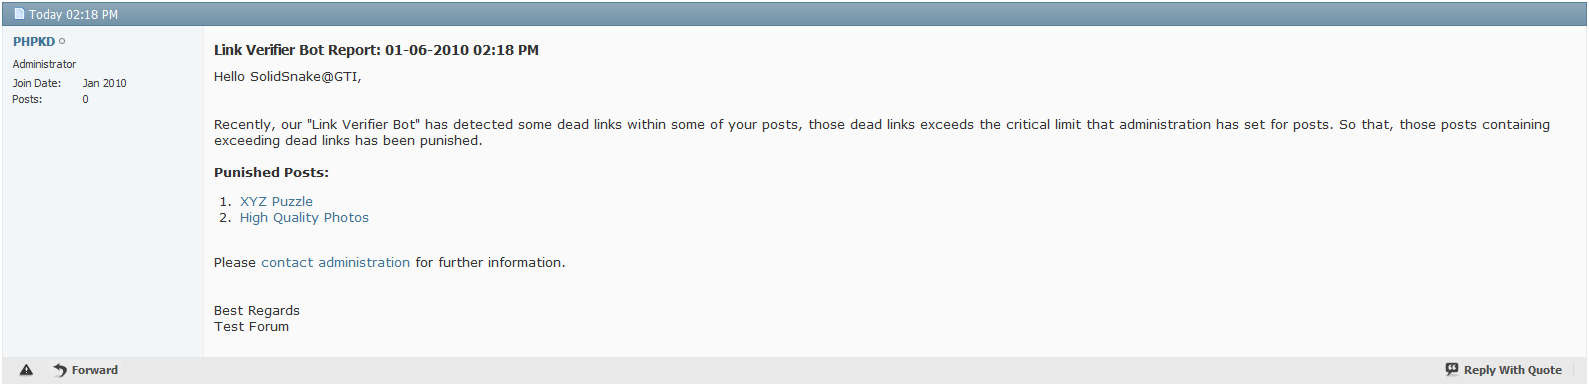 Today 02:18 PM
PHPKD
Administrator
Join Date: Jan 2010
Posts: 0
Link Verifier Bot Report: 01-06-2010 02:18 PM
Hello SolidSnake@GTI,
Recently, our "Link Verifier Bot" has detected some dead links within some of your posts, those dead links exceeds the critical limit that administration has set for posts. So that, those posts containing
exceeding dead links has been punished.
Punished Posts:
1. XYZ Puzzle
2. High Quality Photos
Please contact administration for further information.
Best Regards
Test Forum
Forward
Reply With Quote